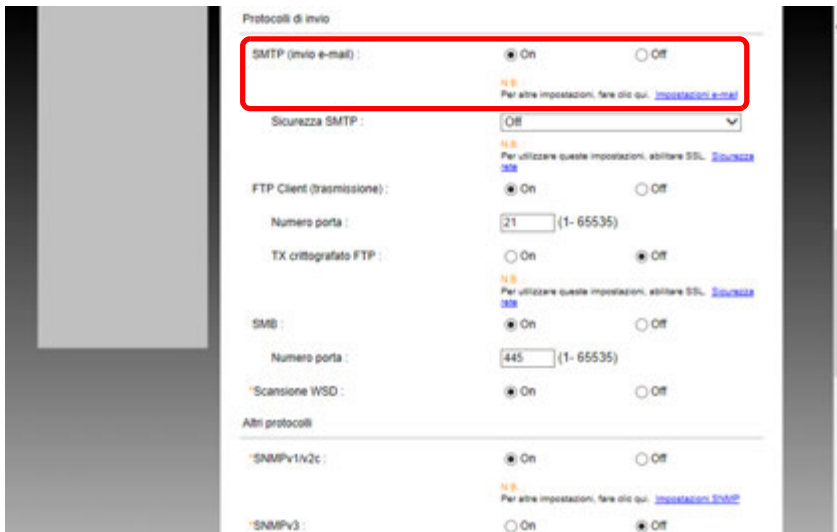 Protocolli di invio
SMTP (invio e-mail) : On Off
N.B. :
Per altre impostazioni, fare clic qui. Impostazioni e-mail
Sicurezza SMTP : Off
N.B. :
Per utilizzare queste impostazioni, abilitare SSL. Sicurezza
rete
FTP Client (trasmissione) : On Off
Numero porta : 21 (1- 65535)
TX crittografato FTP : On Off
N.B. :
Per utilizzare queste impostazioni, abilitare SSL. Sicurezza
rete
SMB : On Off
Numero porta : 445 (1- 65535)
*Scansione WSD : On Off
Altri protocolli
*SNMPv1/v2c : On Off
N.B. :
Per altre impostazioni, fare clic qui. Impostazioni SNMP
*SNMPv3 : On Off